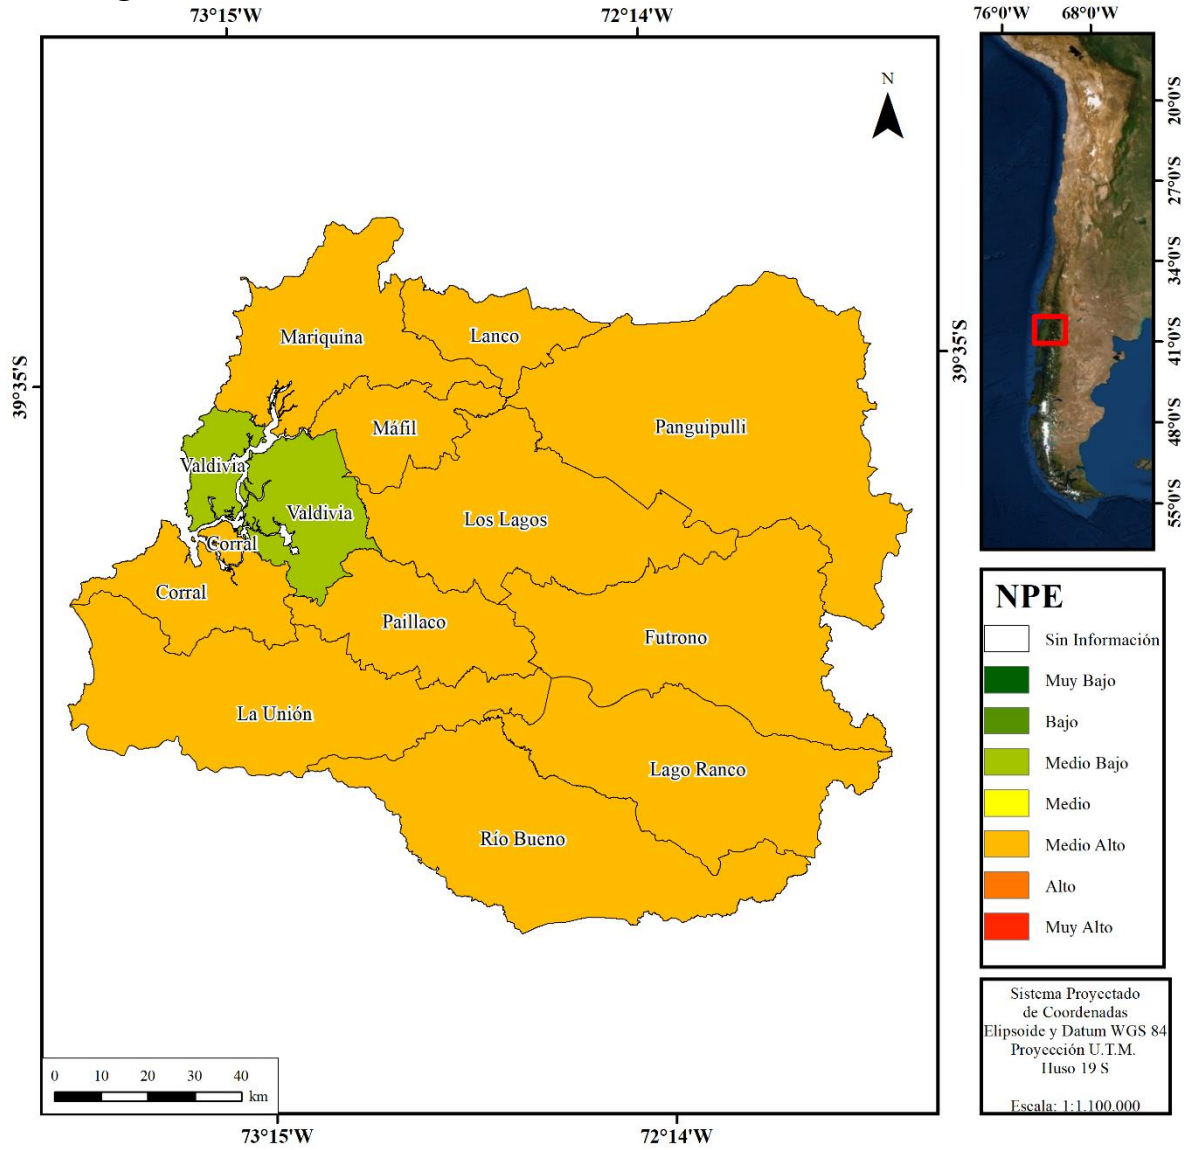 73°15'W
72°14'W
76°0'W
68°0'W
N
20°0'S
27°0'S
34°0'S
41°0'S
48°0'S
55°0'S
39°35'S
39°35'S
Mariquina
Lanco
Máfil
Panguipulli
Valdivia
Valdivia
Los Lagos
Corral
Corral
Paillaco
Futrono
La Unión
Lago Ranco
Río Bueno
NPE
Sin Información
Muy Bajo
Bajo
Medio Bajo
Medio
Medio Alto
Alto
Muy Alto
Sistema Proyectado
de Coordenadas
Elipsoide y Datum WGS 84
Proyección U.T.M.
Huso 19 S
Escala: 1:1.100.000
0 10 20 30 40
km
73°15'W
72°14'W